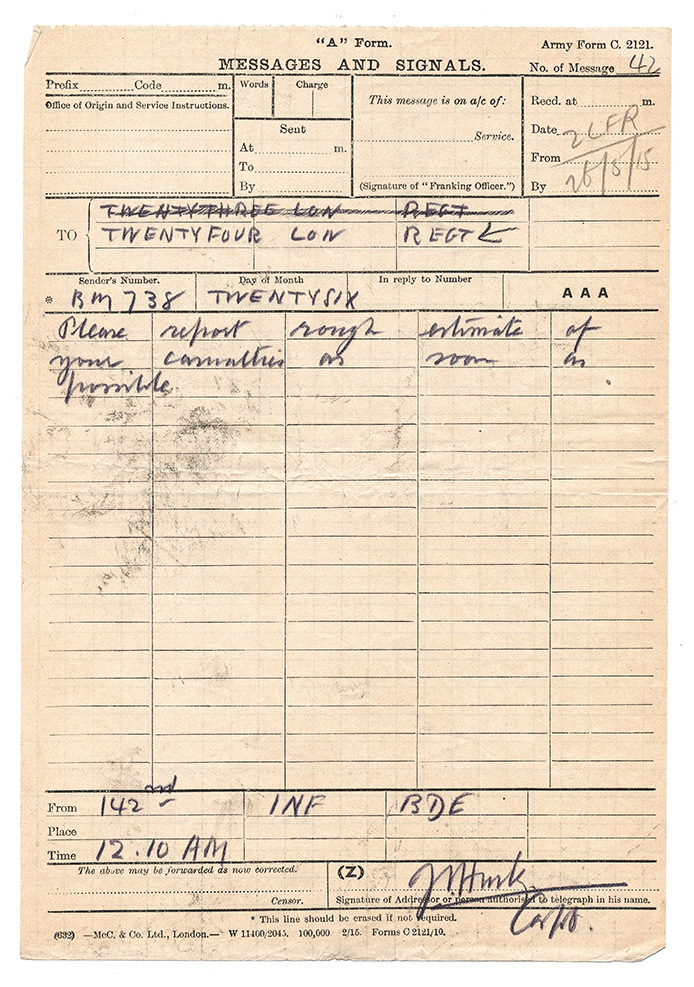 "A" Form.
Army Form C. 2121.
MESSAGES AND SIGNALS.
No. of Message 42
Prefix Code m.
Words Charge
This message is on a/c of:
Recd. at m.
Office of Origin and Service Instructions.
Sent
Service.
Date
At m.
From
To
By
(Signature of "Franking Officer.")
By
2 LFR
26/5/15
TO
TWENTYTHREE LON REGT
TWENTYFOUR LON REGT
Sender's Number. Day of Month In reply to Number
* BM 738 TWENTYSIX AAA
Please report rough estimate of
your casualties as soon as
possible
From 142nd INF BDE
Place
Time 12.10 AM
The above may be forwarded as now corrected.
(Z)
Censor.
Signature of Addressor or person authorised to telegraph in his name.
Capt.
* This line should be erased if not required.
(632) —McC. & Co. Ltd., London.— W 11400/2045. 100,000 2/15. Forms C 2121/10.